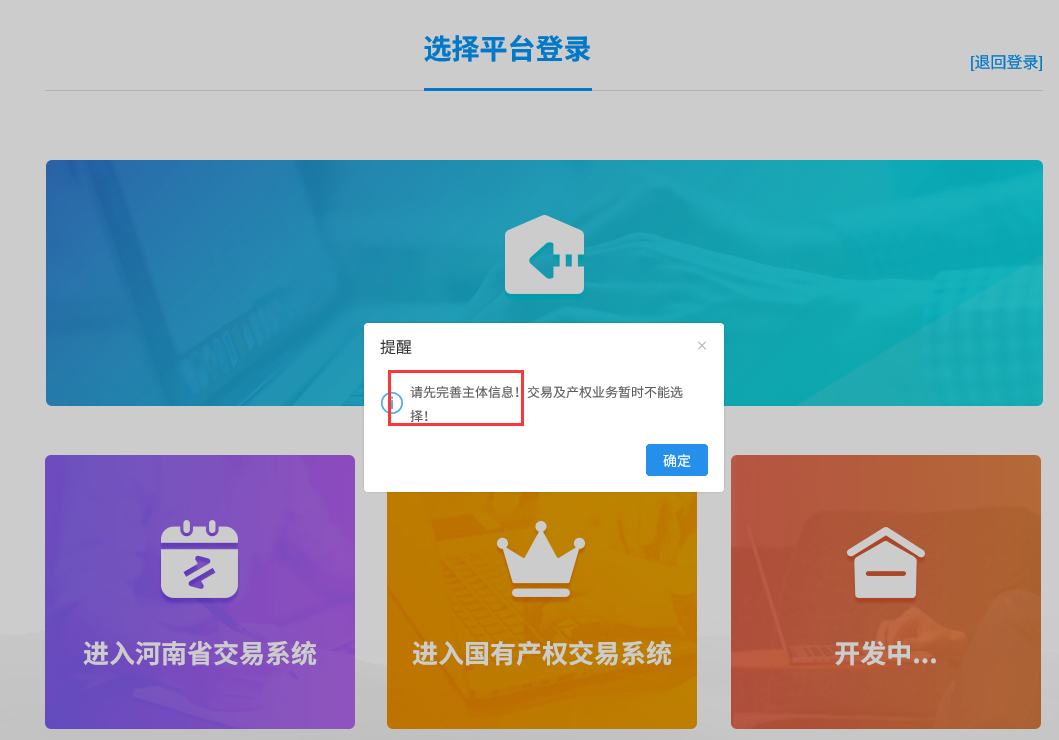 选择平台登录
[退回登录]
提醒
请先完善主体信息！交易及产权业务暂时不能选
择！
确定
进入河南省交易系统
进入国有产权交易系统
开发中...